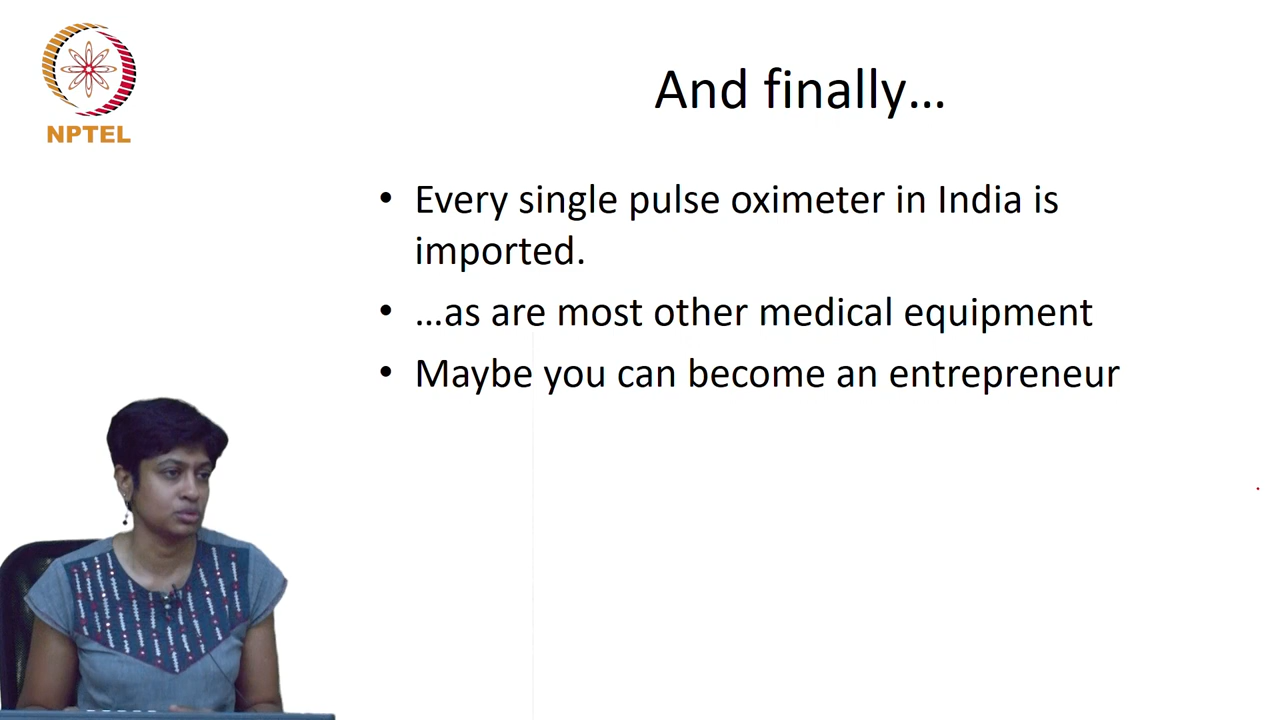 NPTEL
And finally...
• Every single pulse oximeter in India is
imported.
• ...as are most other medical equipment
• Maybe you can become an entrepreneur